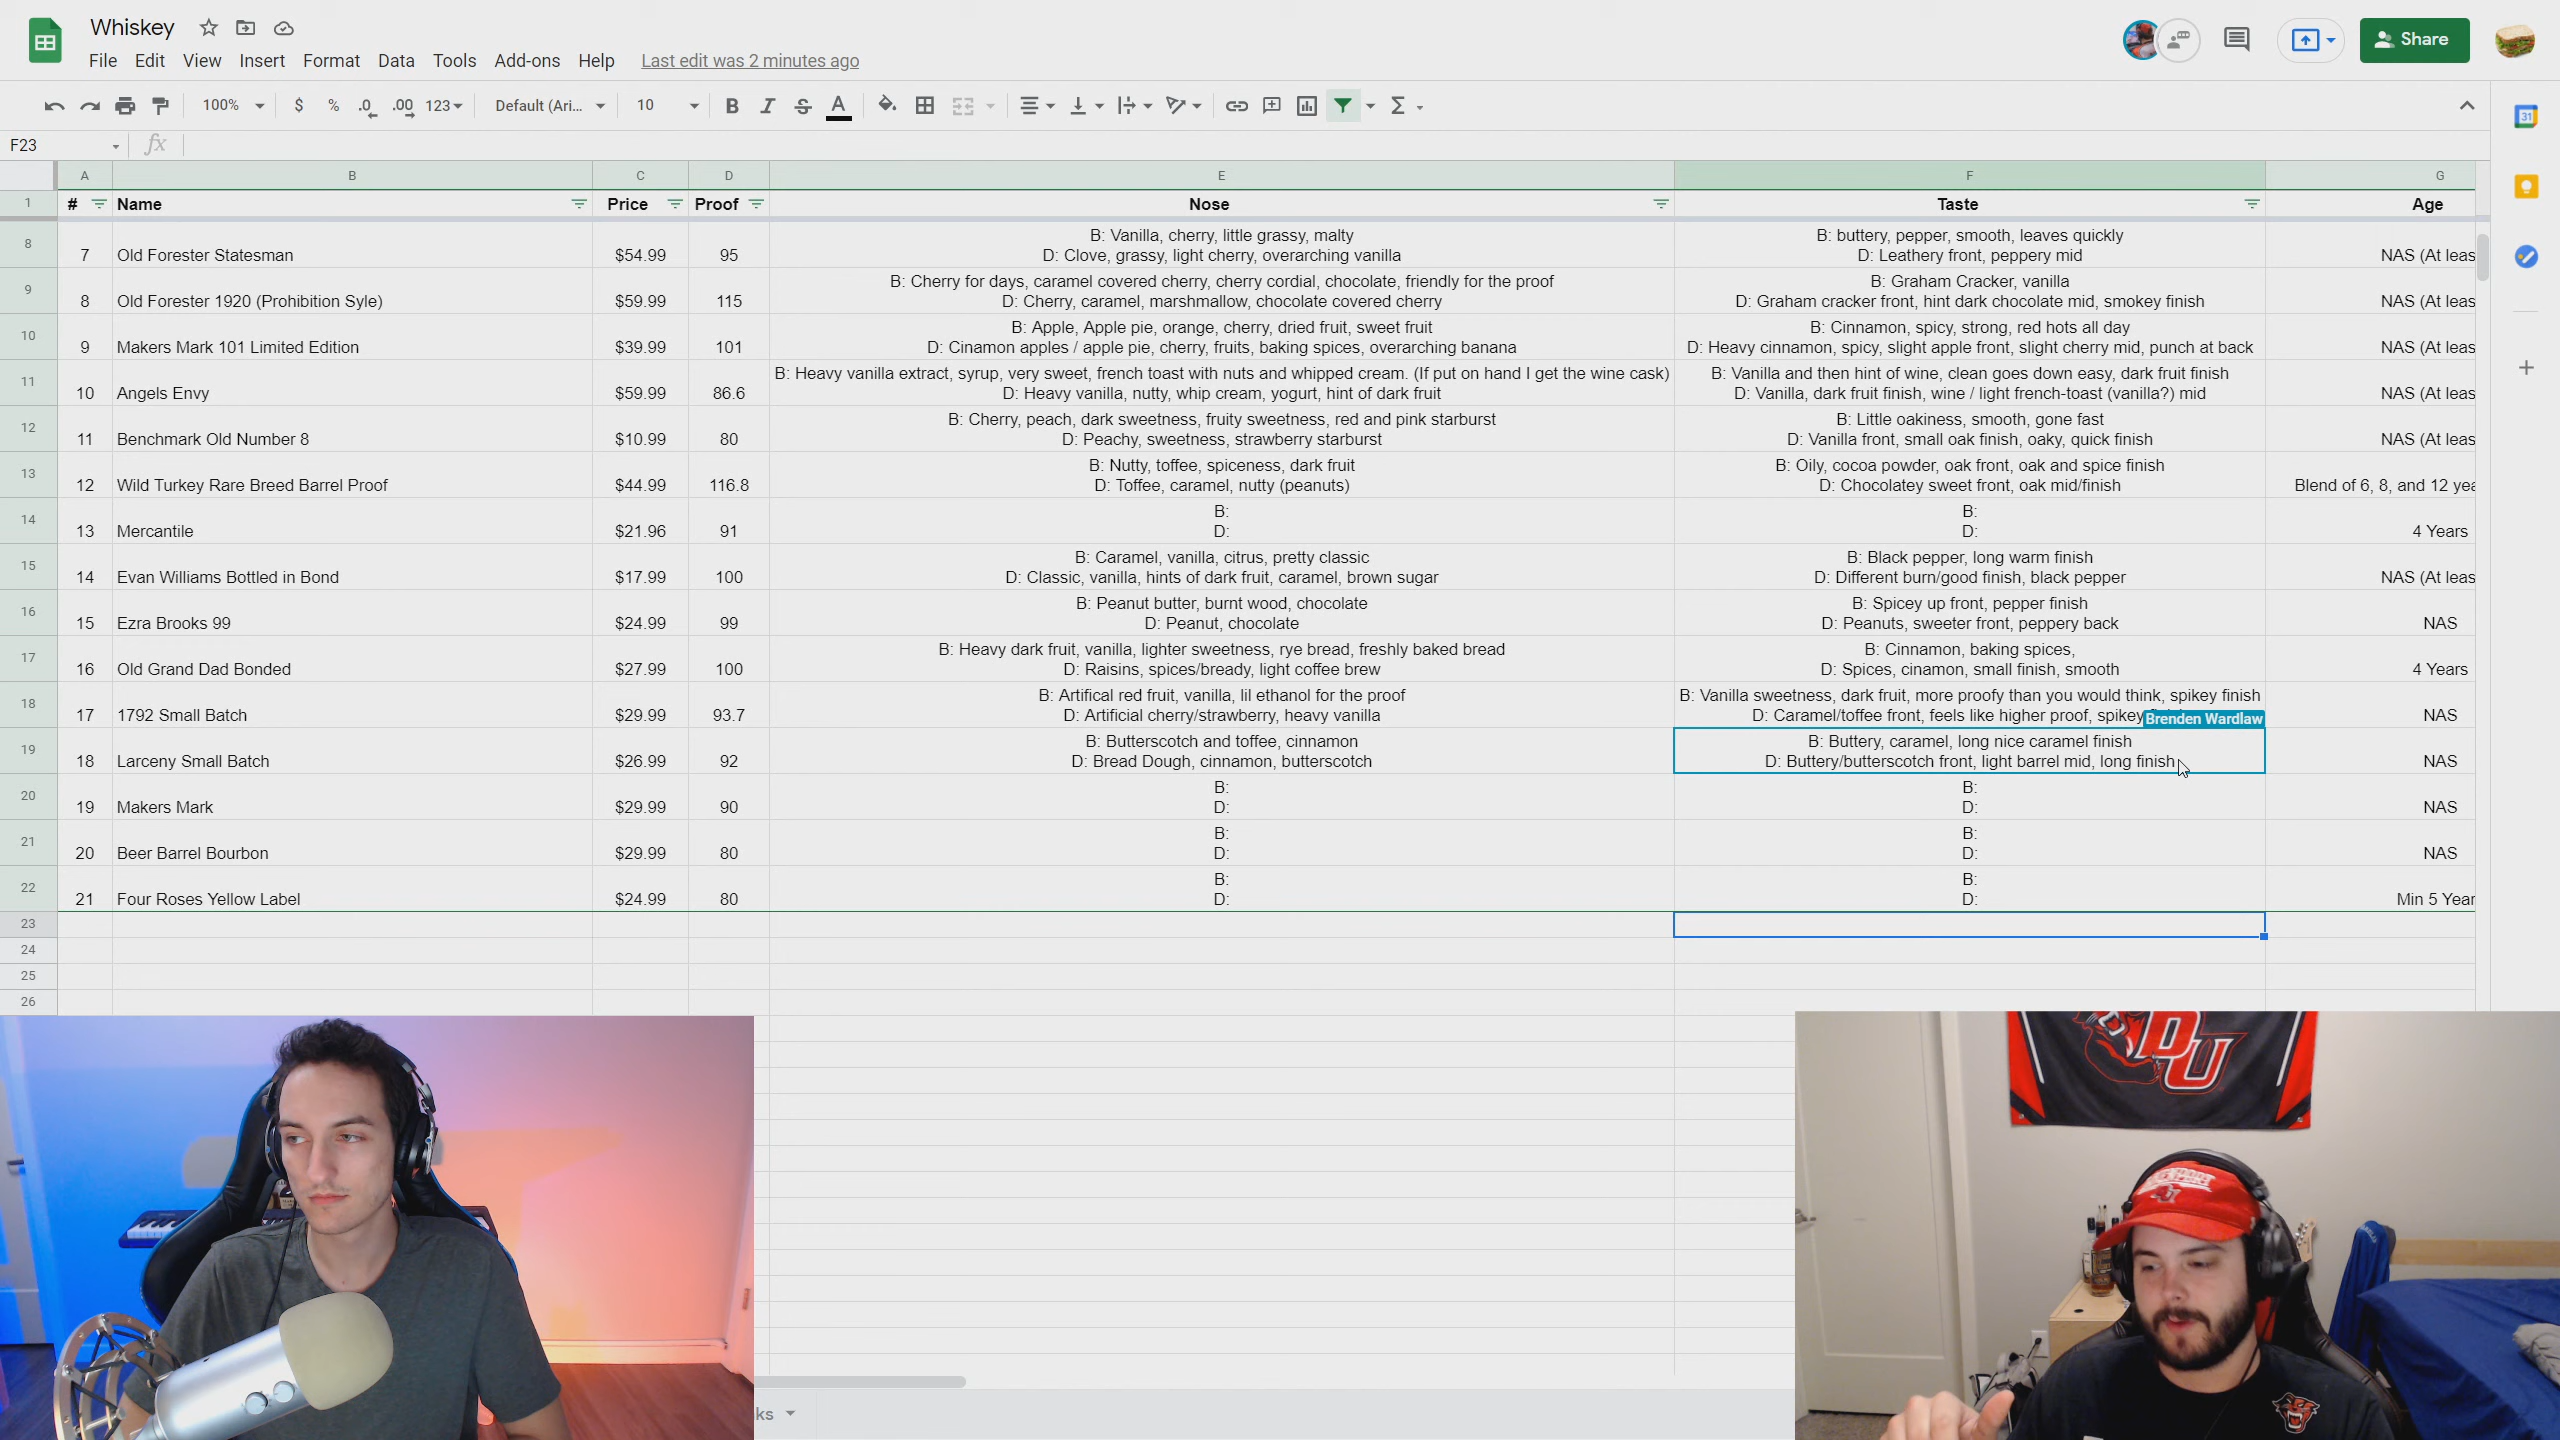 Whiskey
File Edit View Insert Format Data Tools Add-ons Help Last edit was 2 minutes ago
Share
100% $ % .0 .00 123 Default (Ari... 10 B I S A Σ
31
F23 fx
A B C D E F G
1 # Name Price Proof Nose Taste Age
B: Vanilla, cherry, little grassy, malty B: buttery, pepper, smooth, leaves quickly
8 7 Old Forester Statesman $54.99 95 D: Clove, grassy, light cherry, overarching vanilla D: Leathery front, peppery mid NAS (At leas
B: Cherry for days, caramel covered cherry, cherry cordial, chocolate, friendly for the proof B: Graham Cracker, vanilla
9 8 Old Forester 1920 (Prohibition Syle) $59.99 115 D: Cherry, caramel, marshmallow, chocolate covered cherry D: Graham cracker front, hint dark chocolate mid, smokey finish NAS (At leas
B: Apple, Apple pie, orange, cherry, dried fruit, sweet fruit B: Cinnamon, spicy, strong, red hots all day
10 9 Makers Mark 101 Limited Edition $39.99 101 D: Cinamon apples / apple pie, cherry, fruits, baking spices, overarching banana D: Heavy cinnamon, spicy, slight apple front, slight cherry mid, punch at back NAS (At leas
B: Heavy vanilla extract, syrup, very sweet, french toast with nuts and whipped cream. (If put on hand I get the wine cask) B: Vanilla and then hint of wine, clean goes down easy, dark fruit finish
11 10 Angels Envy $59.99 86.6 D: Heavy vanilla, nutty, whip cream, yogurt, hint of dark fruit D: Vanilla, dark fruit finish, wine / light french-toast (vanilla?) mid NAS (At leas
B: Cherry, peach, dark sweetness, fruity sweetness, red and pink starburst B: Little oakiness, smooth, gone fast
12 11 Benchmark Old Number 8 $10.99 80 D: Peachy, sweetness, strawberry starburst D: Vanilla front, small oak finish, oaky, quick finish NAS (At leas
B: Nutty, toffee, spiceness, dark fruit B: Oily, cocoa powder, oak front, oak and spice finish
13 12 Wild Turkey Rare Breed Barrel Proof $44.99 116.8 D: Toffee, caramel, nutty (peanuts) D: Chocolatey sweet front, oak mid/finish Blend of 6, 8, and 12 yea
B: B:
14 13 Mercantile $21.96 91 D: D: 4 Years
B: Caramel, vanilla, citrus, pretty classic B: Black pepper, long warm finish
15 14 Evan Williams Bottled in Bond $17.99 100 D: Classic, vanilla, hints of dark fruit, caramel, brown sugar D: Different burn/good finish, black pepper NAS (At leas
B: Peanut butter, burnt wood, chocolate B: Spicey up front, pepper finish
16 15 Ezra Brooks 99 $24.99 99 D: Peanut, chocolate D: Peanuts, sweeter front, peppery back NAS
B: Heavy dark fruit, vanilla, lighter sweetness, rye bread, freshly baked bread B: Cinnamon, baking spices,
17 16 Old Grand Dad Bonded $27.99 100 D: Raisins, spices/bready, light coffee brew D: Spices, cinamon, small finish, smooth 4 Years
B: Artifical red fruit, vanilla, lil ethanol for the proof B: Vanilla sweetness, dark fruit, more proofy than you would think, spikey finish
18 17 1792 Small Batch $29.99 93.7 D: Artificial cherry/strawberry, heavy vanilla D: Caramel/toffee front, feels like higher proof, spikey Brenden Wardlaw NAS
B: Butterscotch and toffee, cinnamon B: Buttery, caramel, long nice caramel finish
19 18 Larceny Small Batch $26.99 92 D: Bread Dough, cinnamon, butterscotch D: Buttery/butterscotch front, light barrel mid, long finish NAS
B: B:
20 19 Makers Mark $29.99 90 D: D: NAS
B: B:
21 20 Beer Barrel Bourbon $29.99 80 D: D: NAS
B: B:
22 21 Four Roses Yellow Label $24.99 80 D: D: Min 5 Year
23
24
25
26
DU
ks